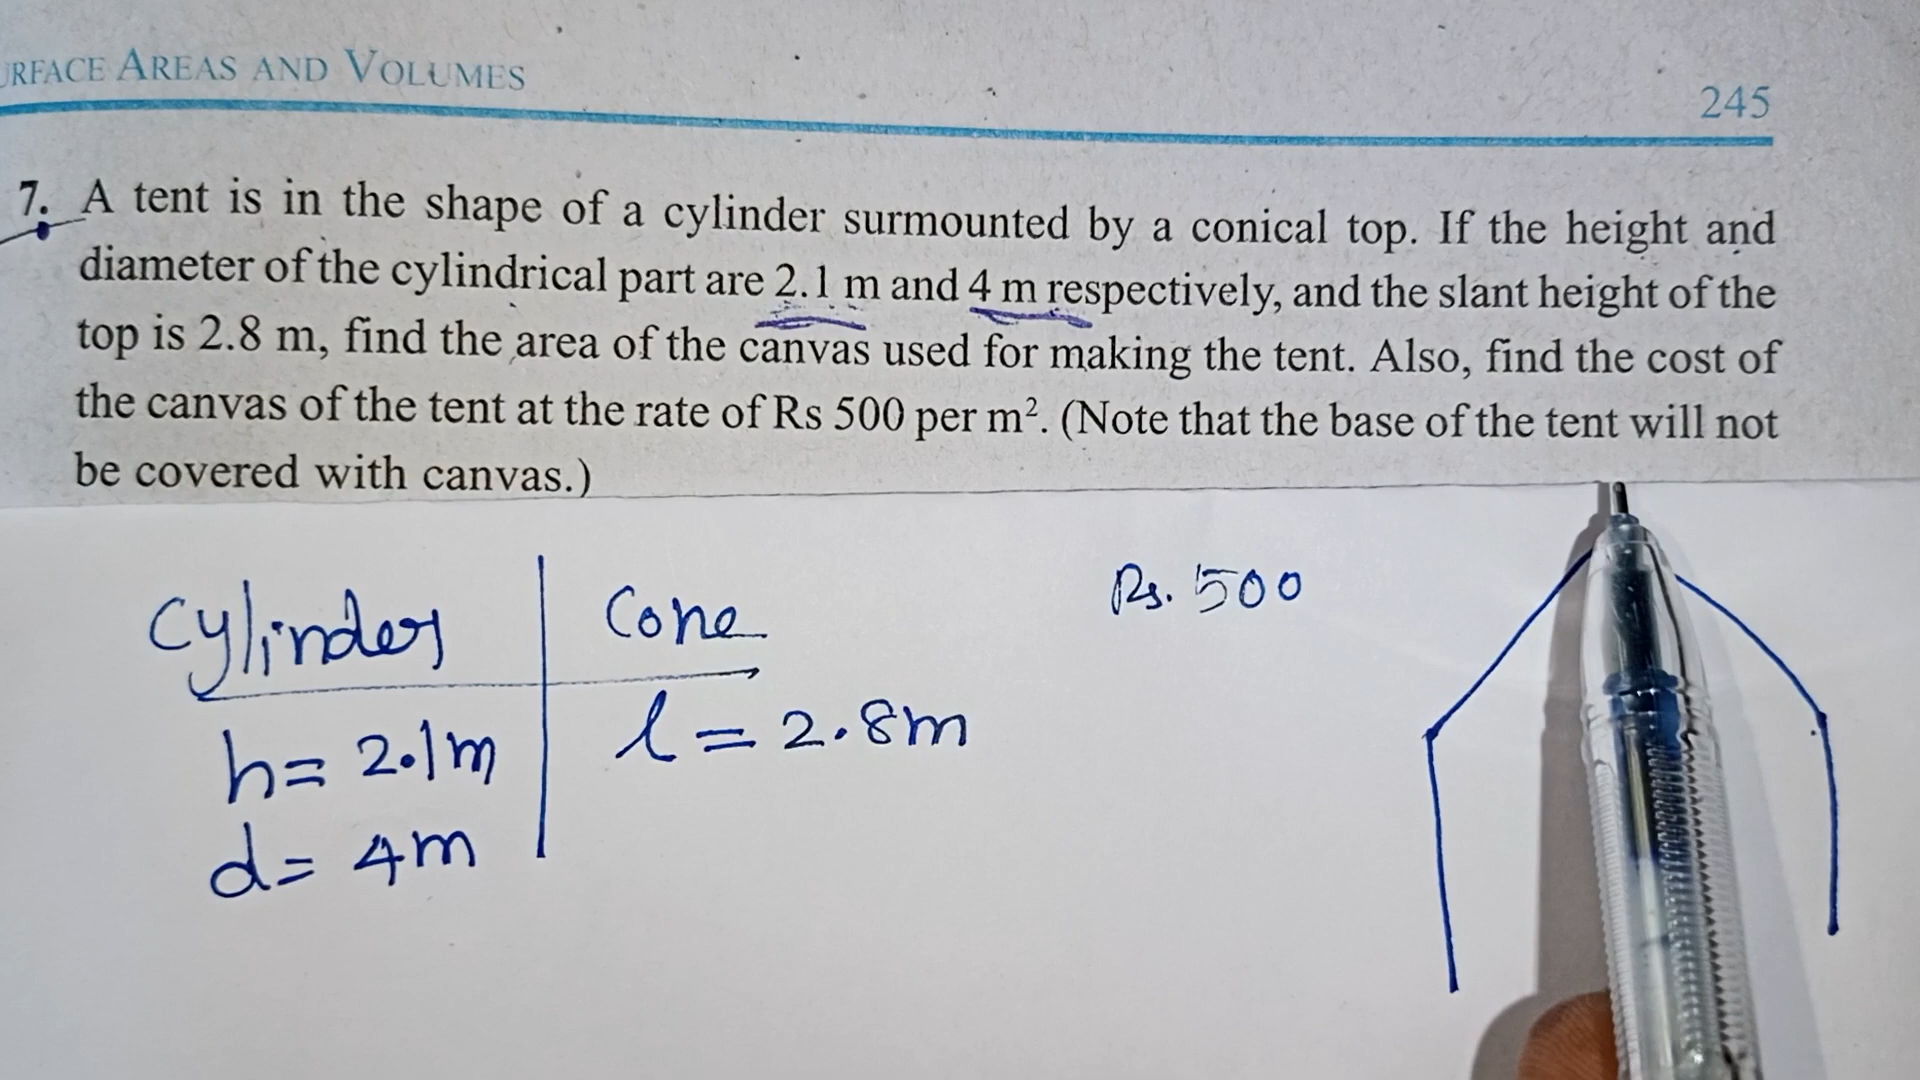 URFACE AREAS AND VOLUMES
245
7. A tent is in the shape of a cylinder surmounted by a conical top. If the height and
diameter of the cylindrical part are 2.1 m and 4 m respectively, and the slant height of the
top is 2.8 m, find the area of the canvas used for making the tent. Also, find the cost of
the canvas of the tent at the rate of Rs 500 per m². (Note that the base of the tent will not
be covered with canvas.)
Cylinder
Cone
Rs. 500
h= 2.1m
l = 2.8m
d= 4m